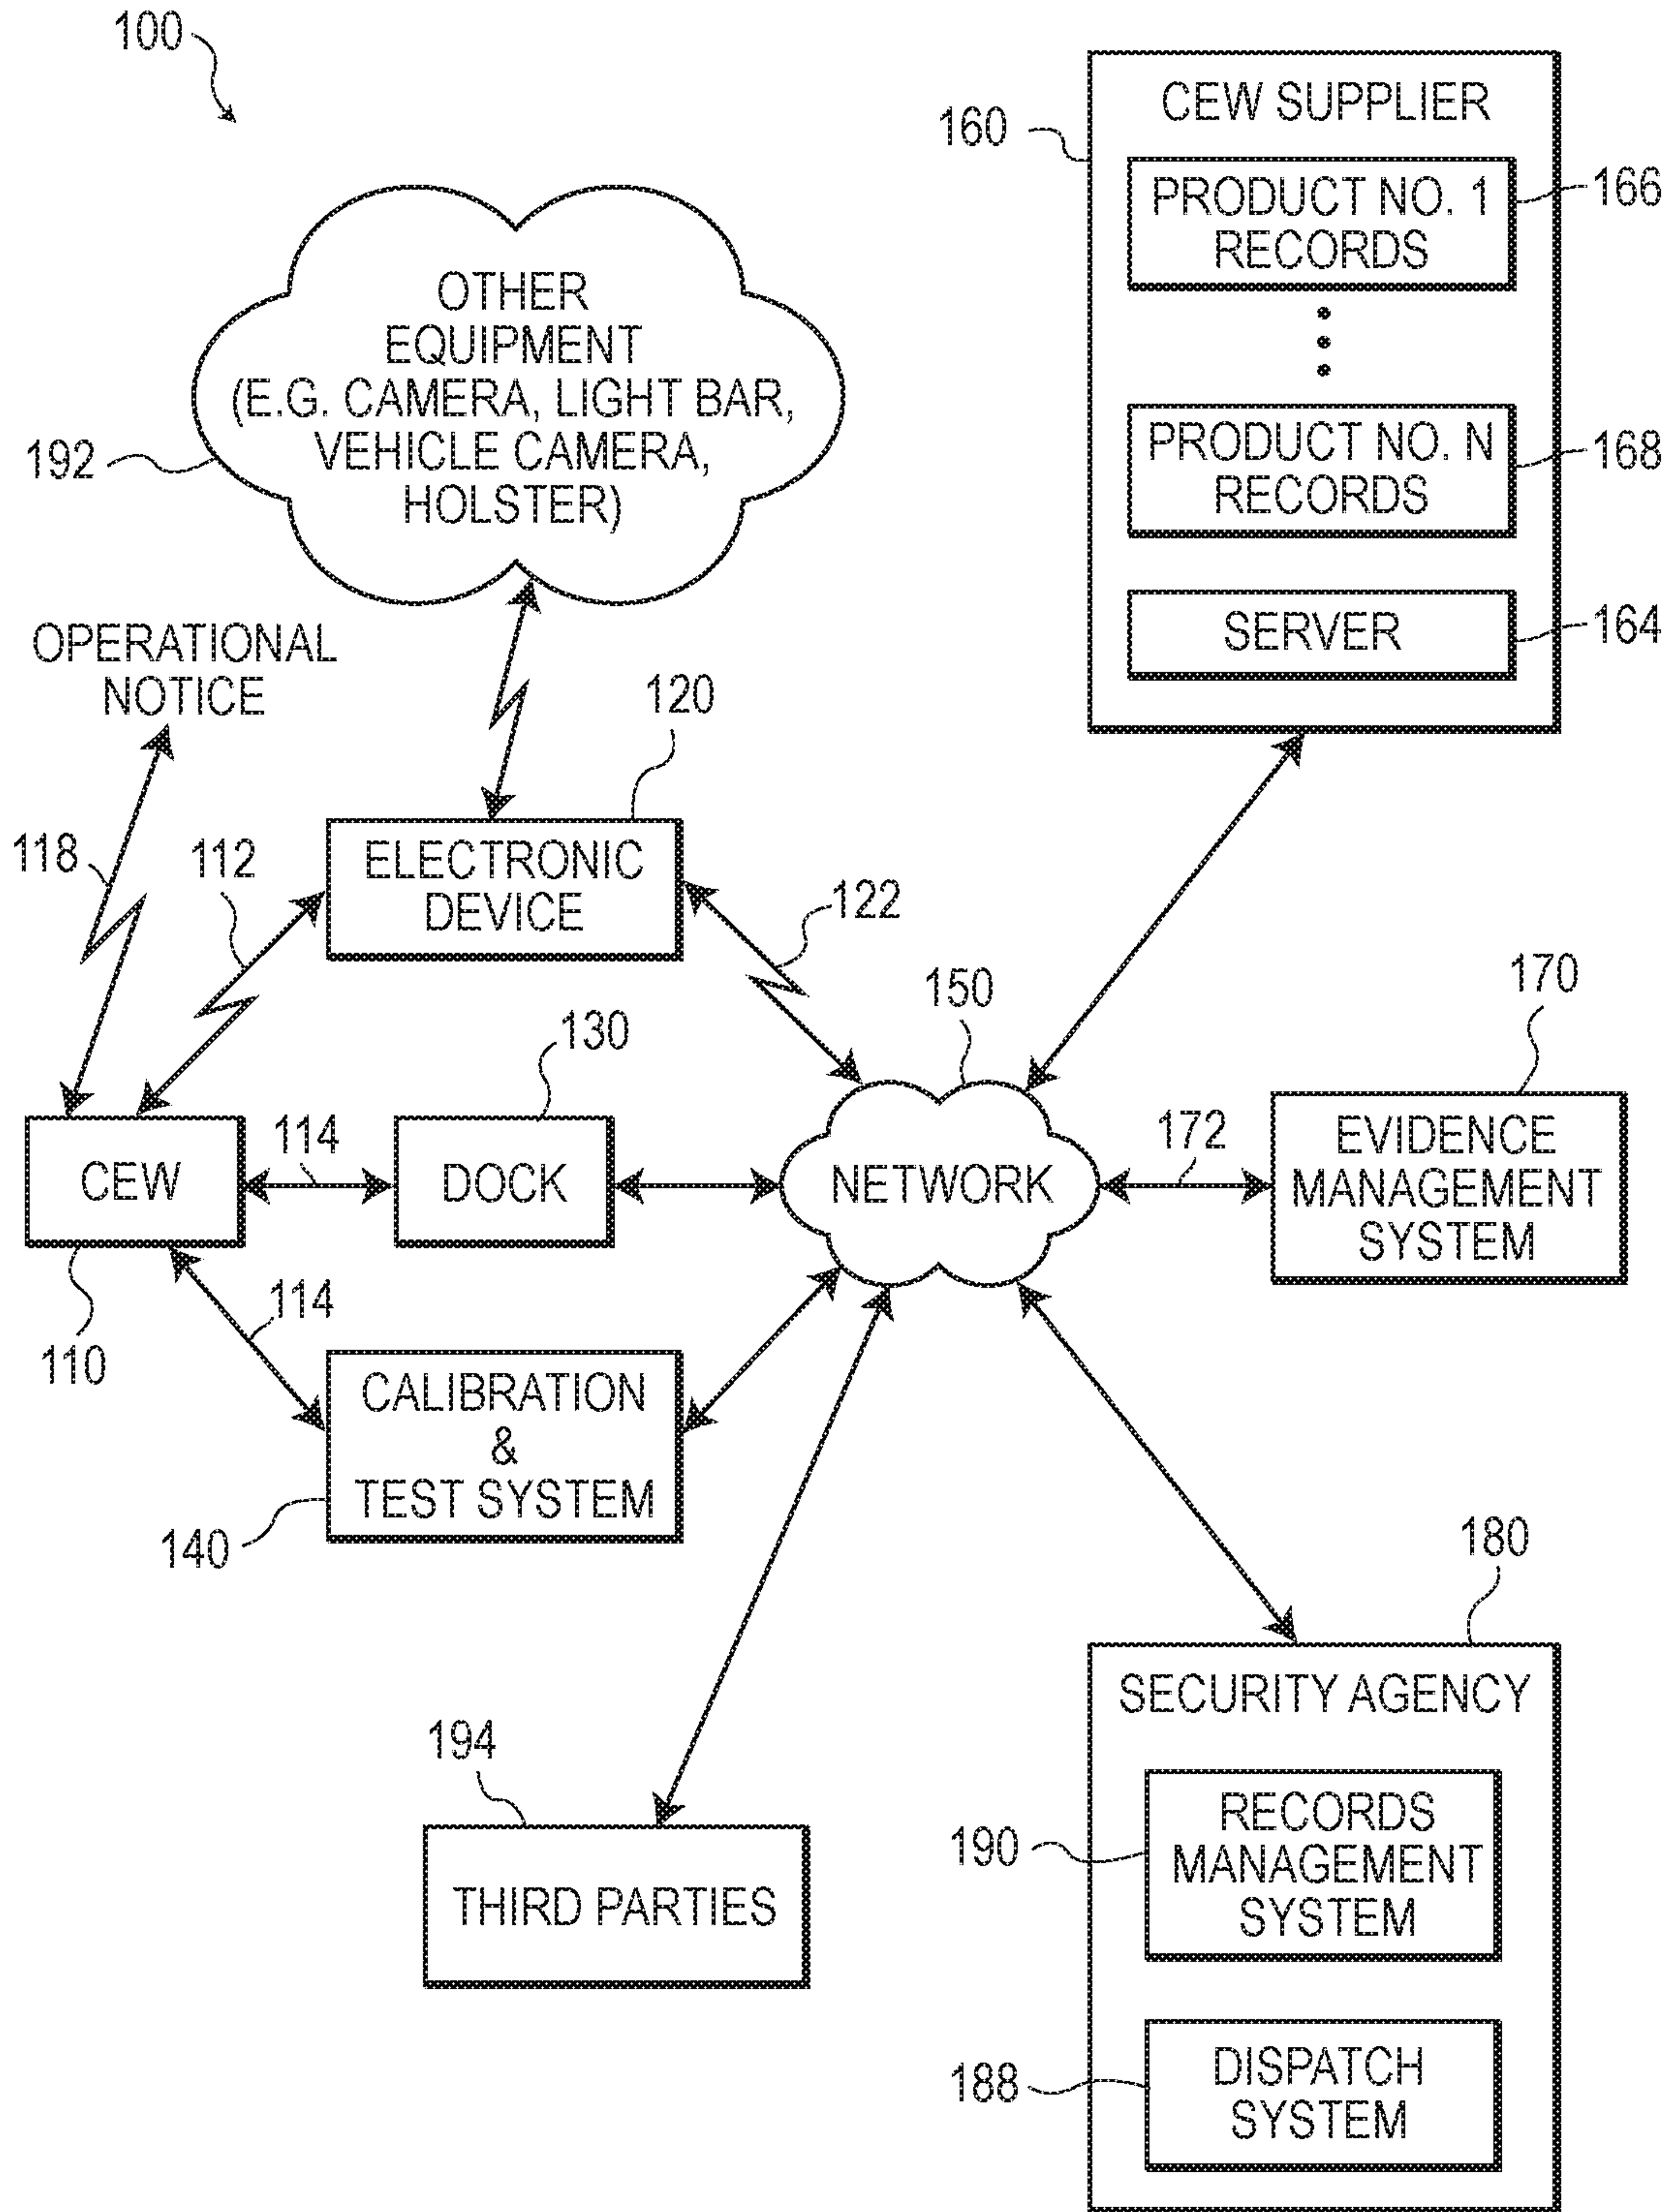 100
CEW SUPPLIER
160
PRODUCT NO. 1
RECORDS
166
PRODUCT NO. N
RECORDS
168
SERVER
164
OTHER
EQUIPMENT
(E.G. CAMERA, LIGHT BAR,
VEHICLE CAMERA,
HOLSTER)
192
OPERATIONAL
NOTICE
120
118
112
ELECTRONIC
DEVICE
122
150
170
130
CEW
114
DOCK
NETWORK
172
EVIDENCE
MANAGEMENT
SYSTEM
110
114
CALIBRATION
&
TEST SYSTEM
140
180
SECURITY AGENCY
194
THIRD PARTIES
190
RECORDS
MANAGEMENT
SYSTEM
188
DISPATCH
SYSTEM